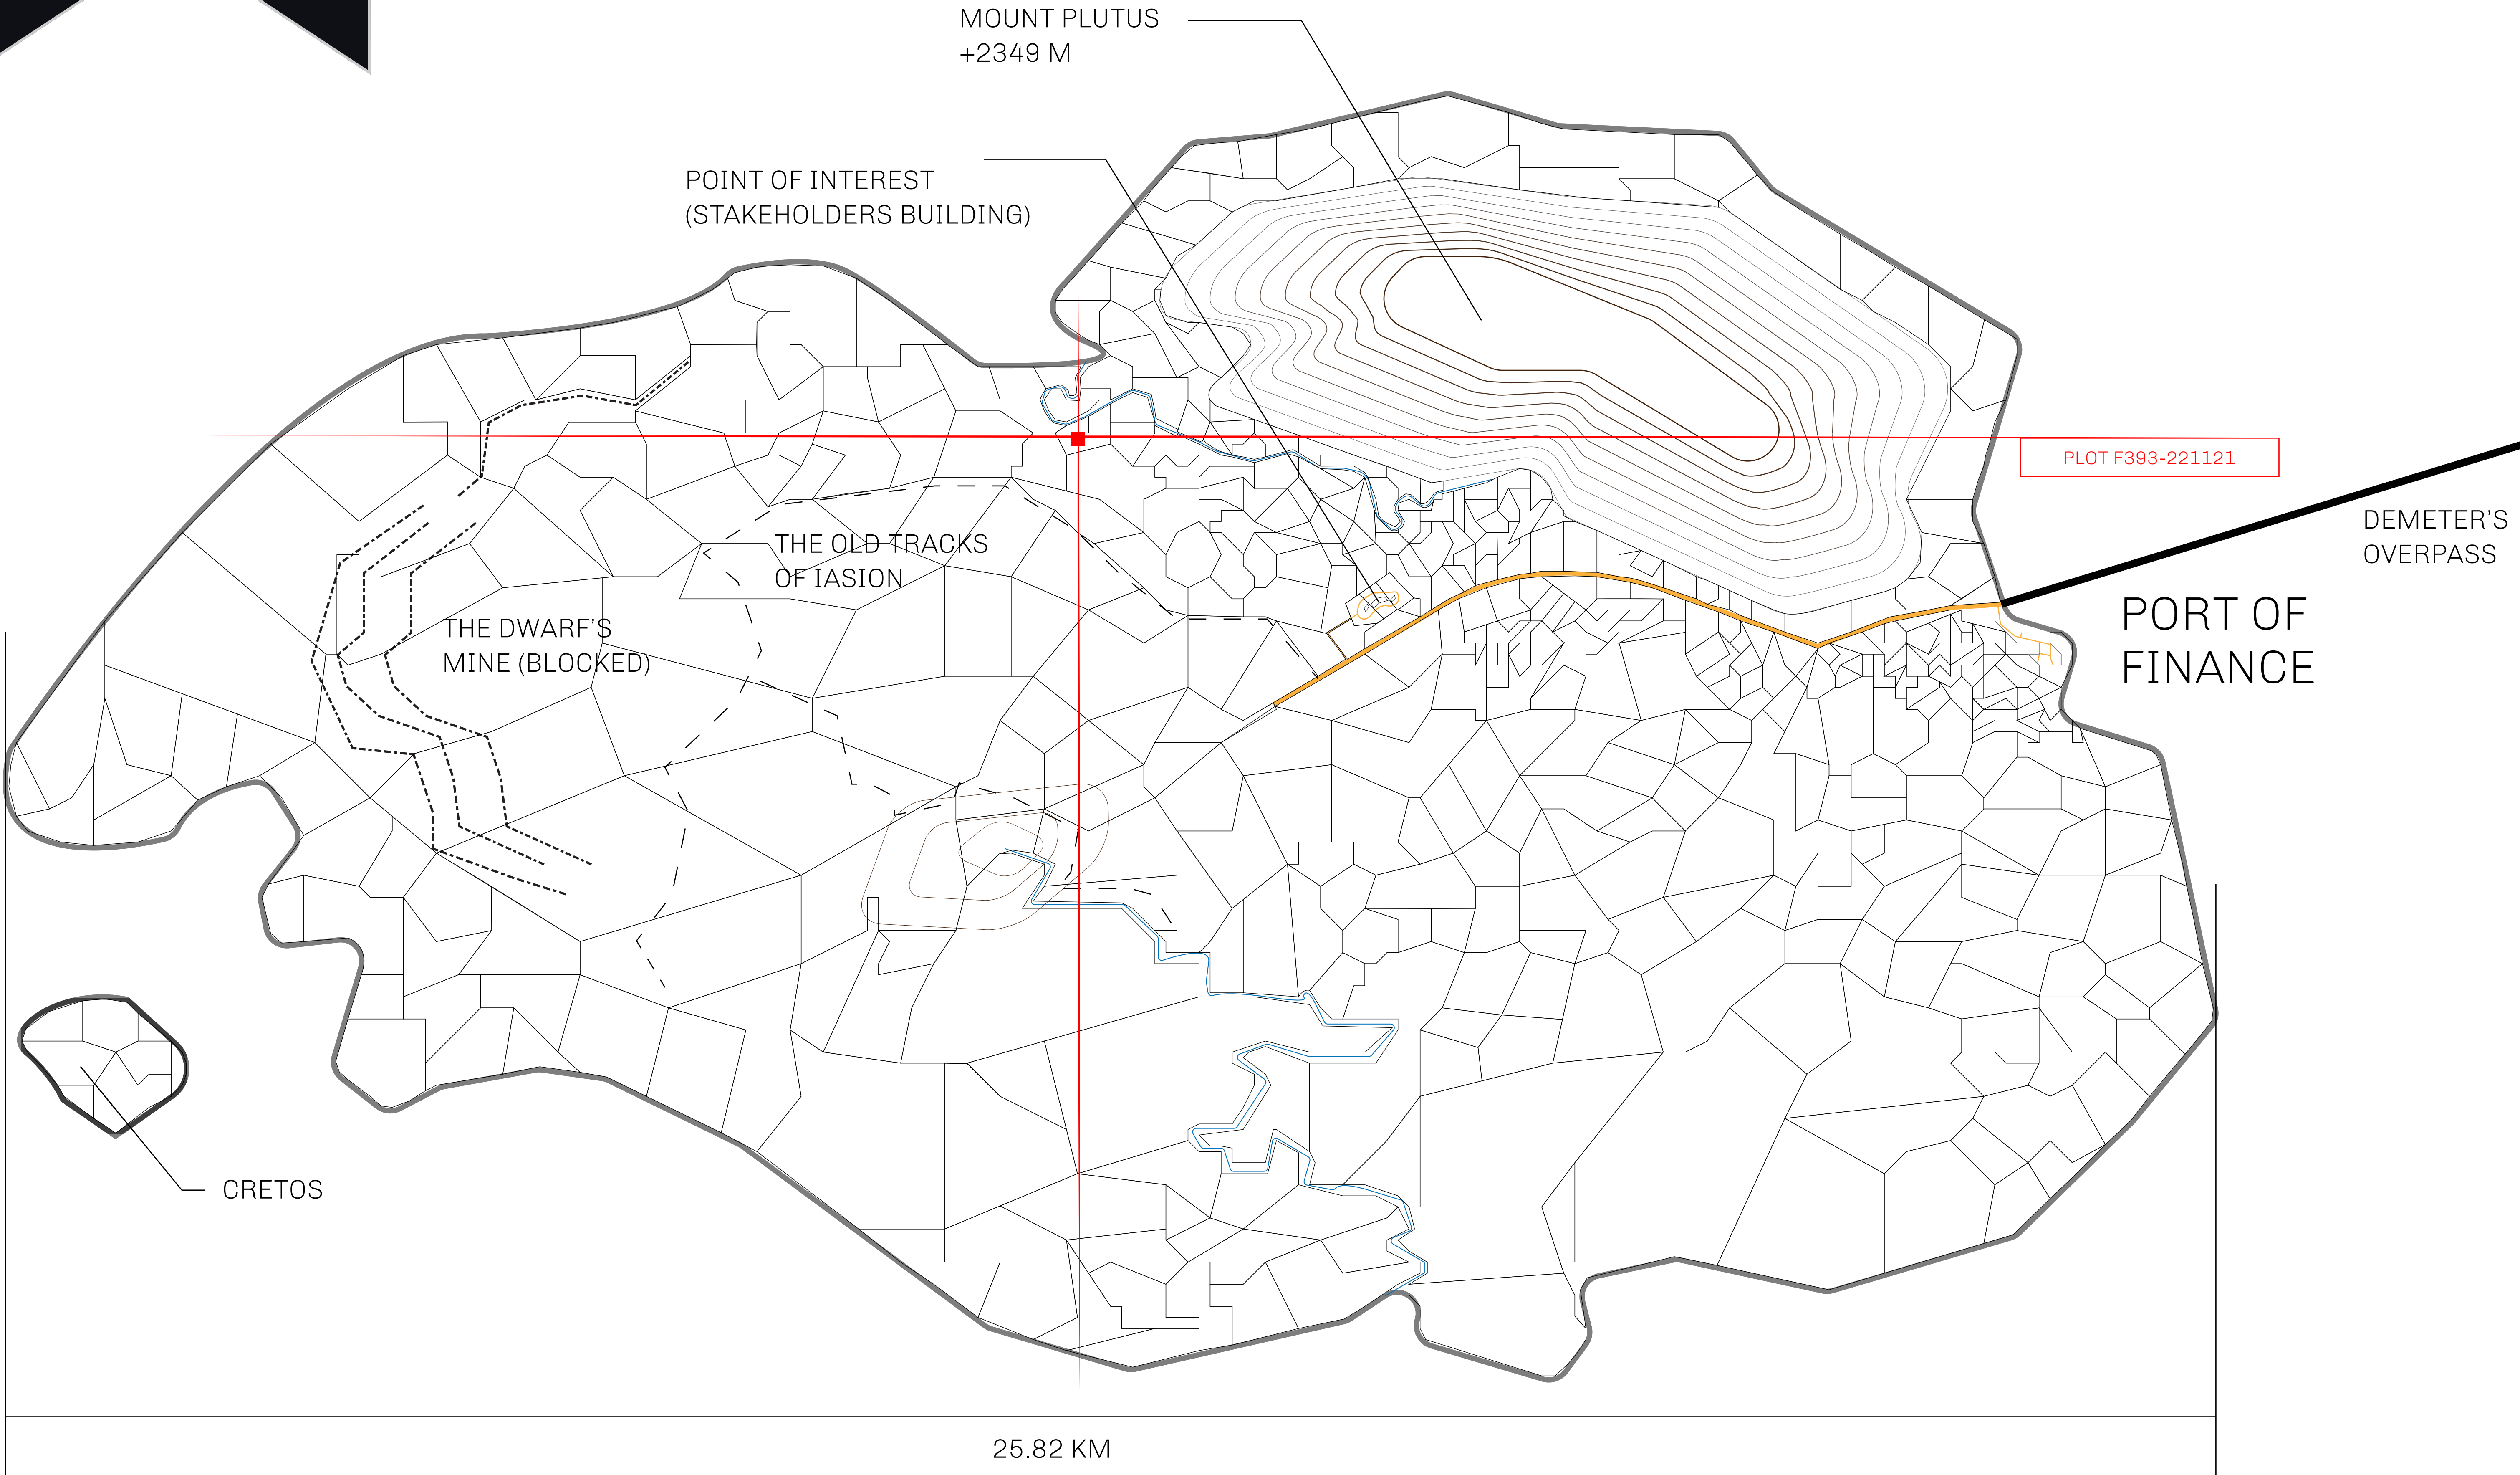 MOUNT PLUTUS
+2349 M
POINT OF INTEREST
(STAKEHOLDERS BUILDING)
PLOT F393-221121
DEMETER'S
OVERPASS
THE OLD TRACKS
OF IASION
PORT OF
FINANCE
THE DWARF'S
MINE (BLOCKED)
CRETOS
25.82 KM